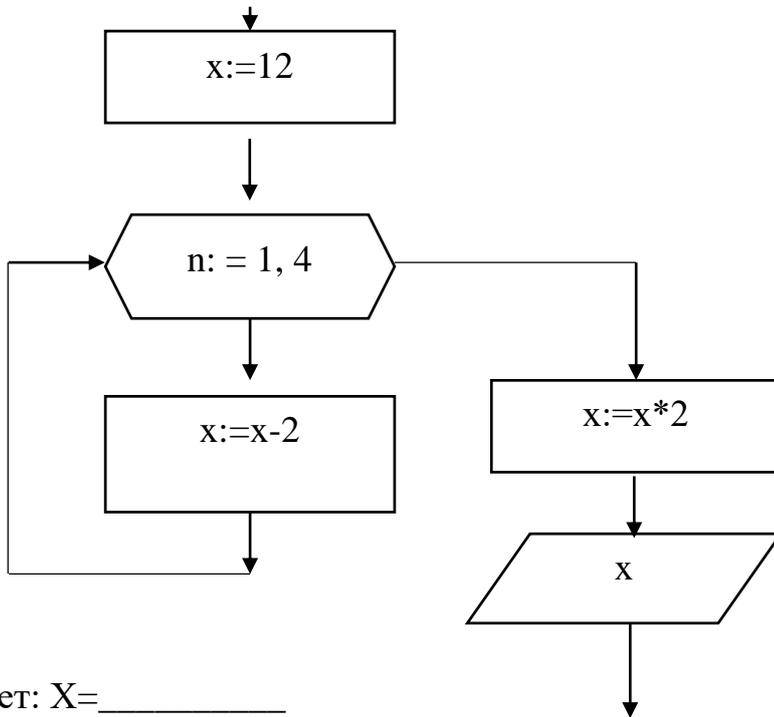 x:=12
n: = 1, 4
x:=x-2
x:=x*2
x
ет: X=__________